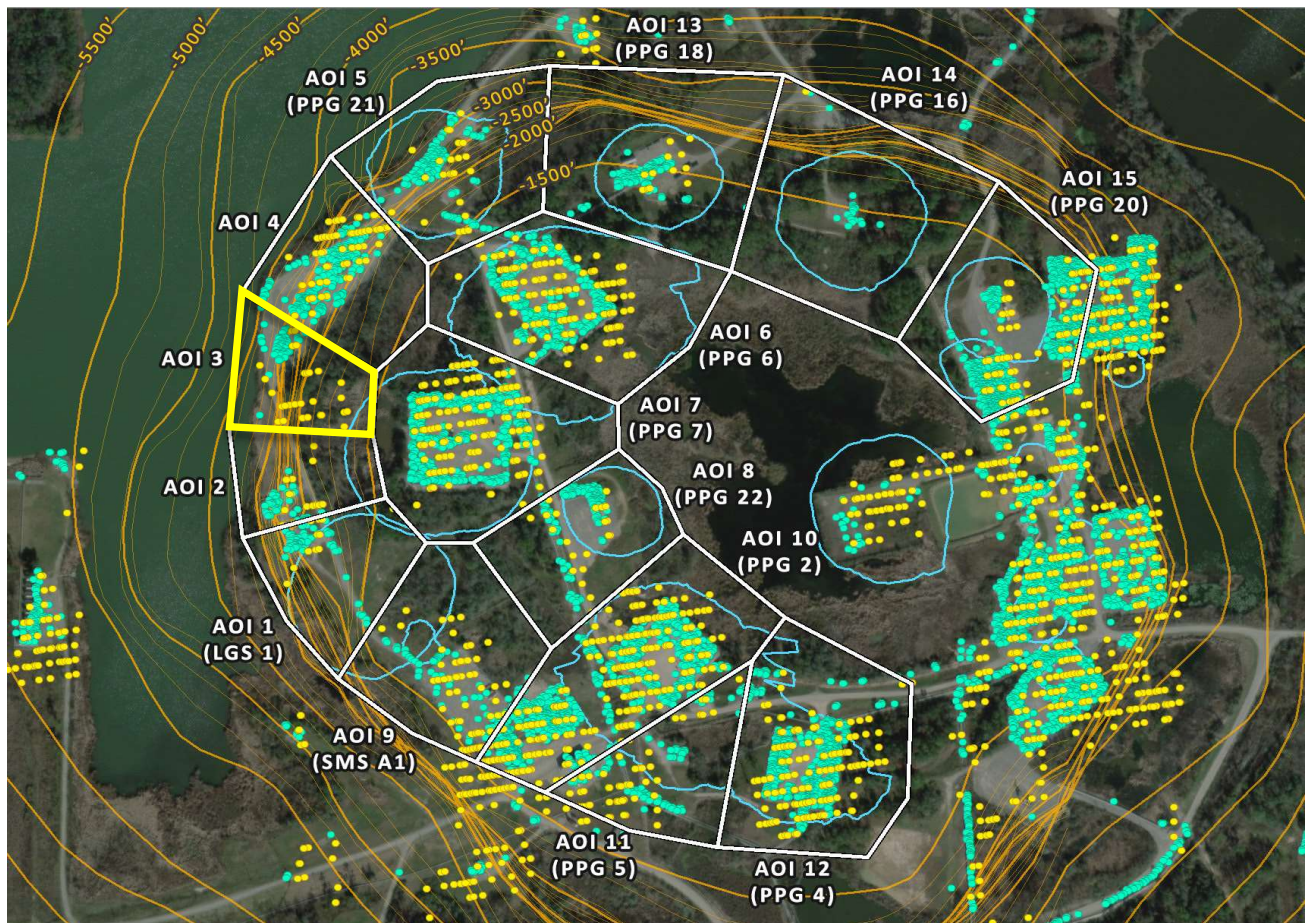 -5500'
-5000'
-4500'
-4000'
-3500'
-3000'
-2500'
-2000'
-1500'
AOI 13
(PPG 18)
AOI 5
(PPG 21)
AOI 14
(PPG 16)
AOI 15
(PPG 20)
AOI 4
AOI 3
AOI 6
(PPG 6)
AOI 7
(PPG 7)
AOI 8
(PPG 22)
AOI 2
AOI 10
(PPG 2)
AOI 1
(LGS 1)
AOI 9
(SMS A1)
AOI 11
(PPG 5)
AOI 12
(PPG 4)